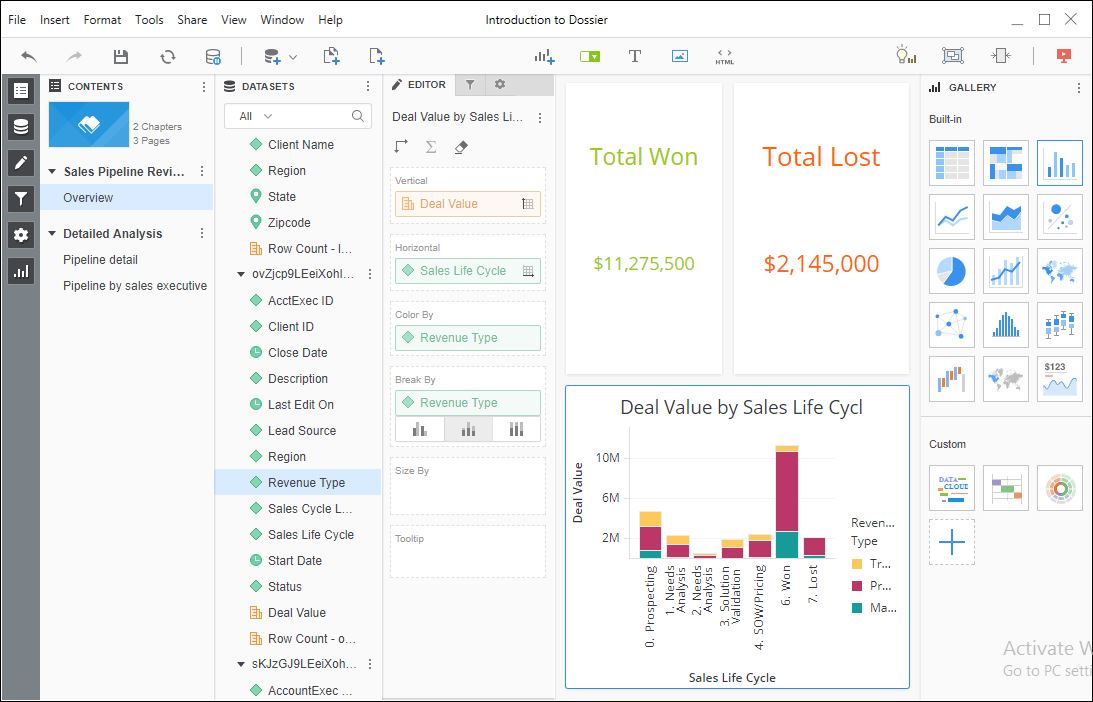 File Insert Format Tools Share View Window Help
Introduction to Dossier
HTML
CONTENTS
2 Chapters
3 Pages
Sales Pipeline Revi...
Overview
Detailed Analysis
Pipeline detail
Pipeline by sales executive
DATASETS
All
Client Name
Region
State
Zipcode
Row Count - I...
ovZjcp9LEeiXohl...
AcctExec ID
Client ID
Close Date
Description
Last Edit On
Lead Source
Region
Revenue Type
Sales Cycle L...
Sales Life Cycle
Start Date
Status
Deal Value
Row Count - o...
sKJzGJ9LEeiXoh...
AccountExec ...
EDITOR
Deal Value by Sales Li...
Vertical
Deal Value
Horizontal
Sales Life Cycle
Color By
Revenue Type
Break By
Revenue Type
Size By
Tooltip
Total Won
$11,275,500
Total Lost
$2,145,000
Deal Value by Sales Life Cycl
Deal Value
10M
6M
2M
0. Prospecting
1. Needs
Analysis
2. Needs
Analysis
3. Solution
Validation
4. SOW/Pricing
6. Won
7. Lost
Sales Life Cycle
Reven...
Type
Tr...
Pr...
Ma...
GALLERY
Built-in
$123
Custom
DATA
CLOUD
Activate W
Go to PC setti